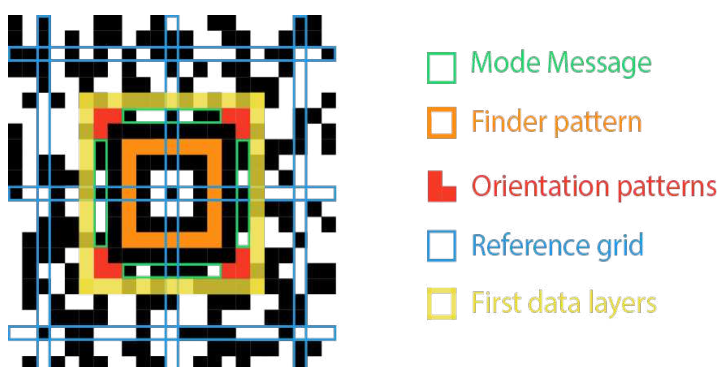 Mode Message
Finder pattern
Orientation patterns
Reference grid
First data layers